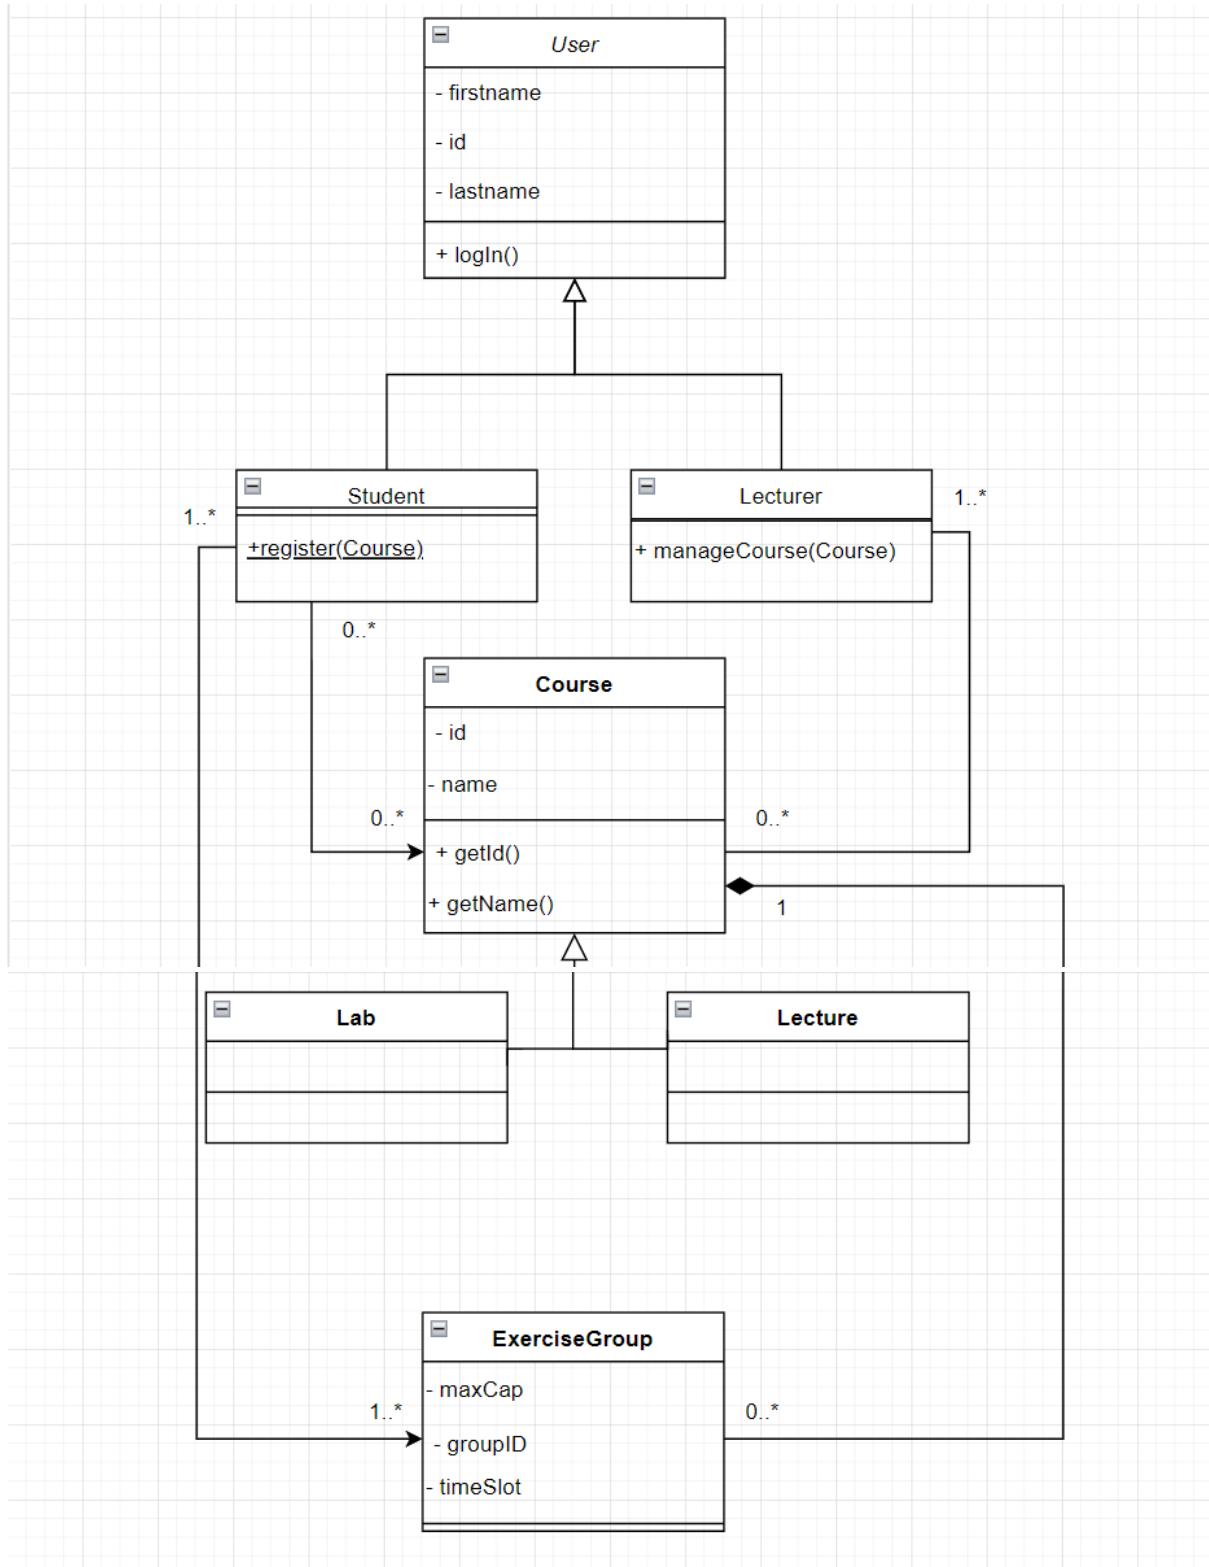 User
- firstname
- id
- lastname
+ logIn()
Student
+register(Course)
Lecturer
+ manageCourse(Course)
1..*
1..*
0..*
Course
- id
- name
+ getId()
+ getName()
0..*
0..*
1
Lab
Lecture
ExerciseGroup
- maxCap
- groupID
- timeSlot
1..*
0..*